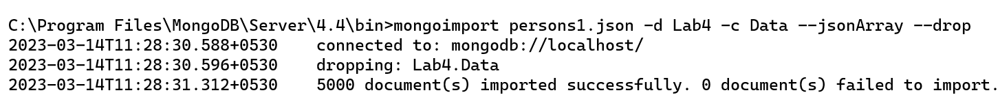 C:\Program Files\MongoDB\Server\4.4\bin>mongoimport persons1.json -d Lab4 -c Data --jsonArray --drop
2023-03-14T11:28:30.588+0530    connected to: mongodb://localhost/
2023-03-14T11:28:30.596+0530    dropping: Lab4.Data
2023-03-14T11:28:31.312+0530    5000 document(s) imported successfully. 0 document(s) failed to import.